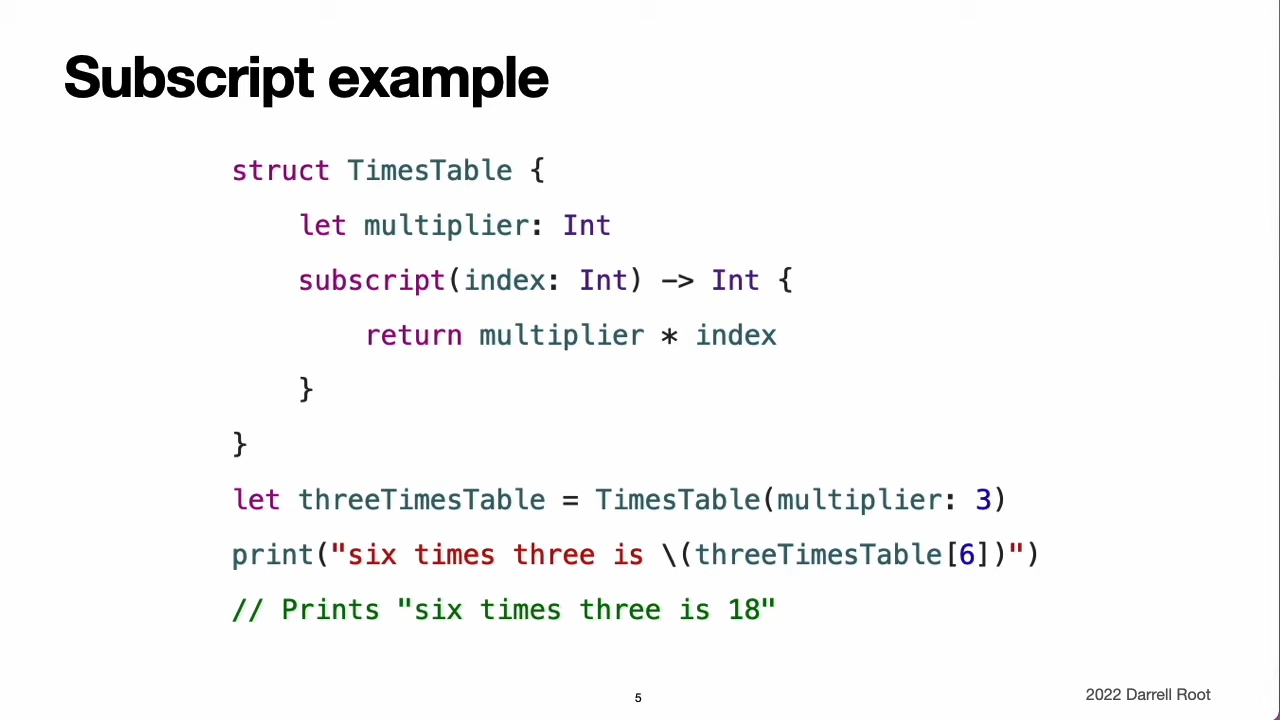 Subscript example
struct TimesTable {
    let multiplier: Int
    subscript(index: Int) -> Int {
        return multiplier * index
    }
}
let threeTimesTable = TimesTable(multiplier: 3)
print("six times three is \(threeTimesTable[6])")
// Prints "six times three is 18"
5
2022 Darrell Root